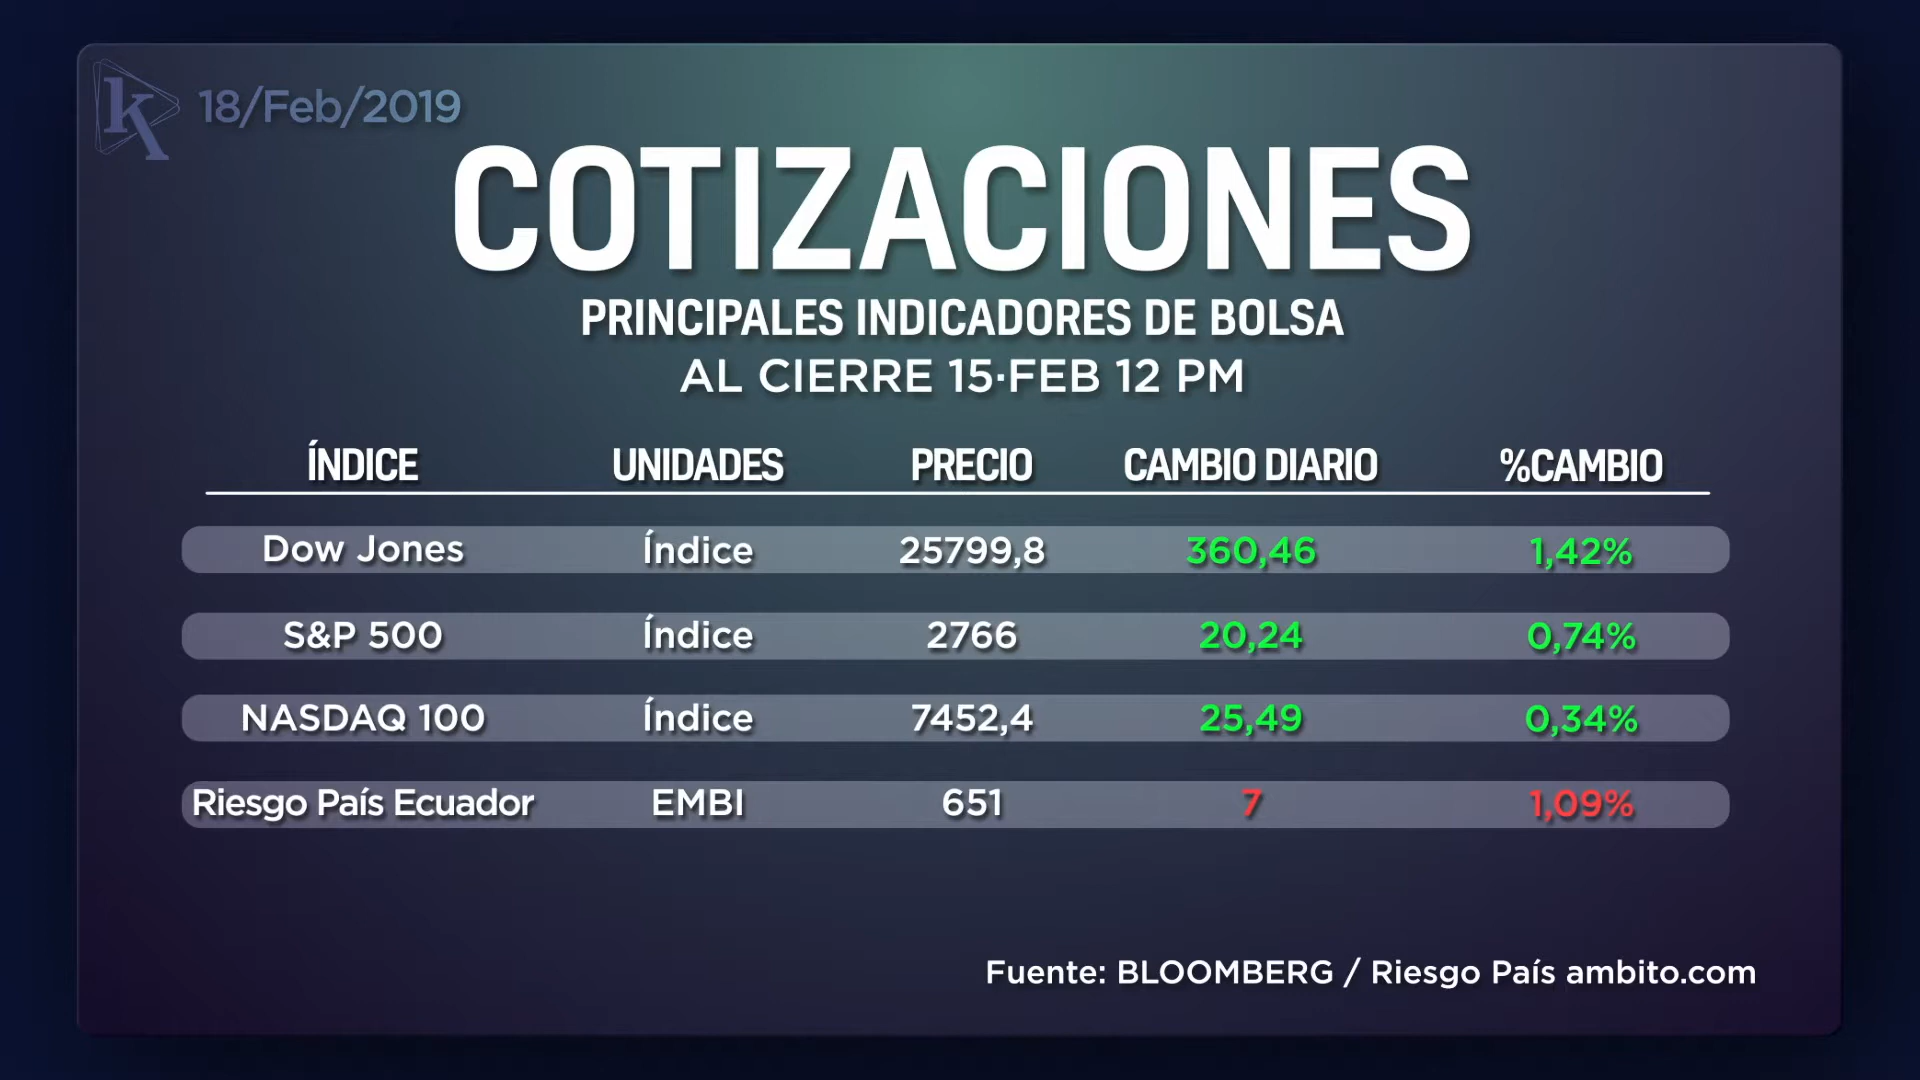 k 18/Feb/2019
COTIZACIONES
PRINCIPALES INDICADORES DE BOLSA
AL CIERRE 15·FEB 12 PM
ÍNDICE UNIDADES PRECIO CAMBIO DIARIO %CAMBIO
Dow Jones Índice 25799,8 360,46 1,42%
S&P 500 Índice 2766 20,24 0,74%
NASDAQ 100 Índice 7452,4 25,49 0,34%
Riesgo País Ecuador EMBI 651 7 1,09%
Fuente: BLOOMBERG / Riesgo País ambito.com